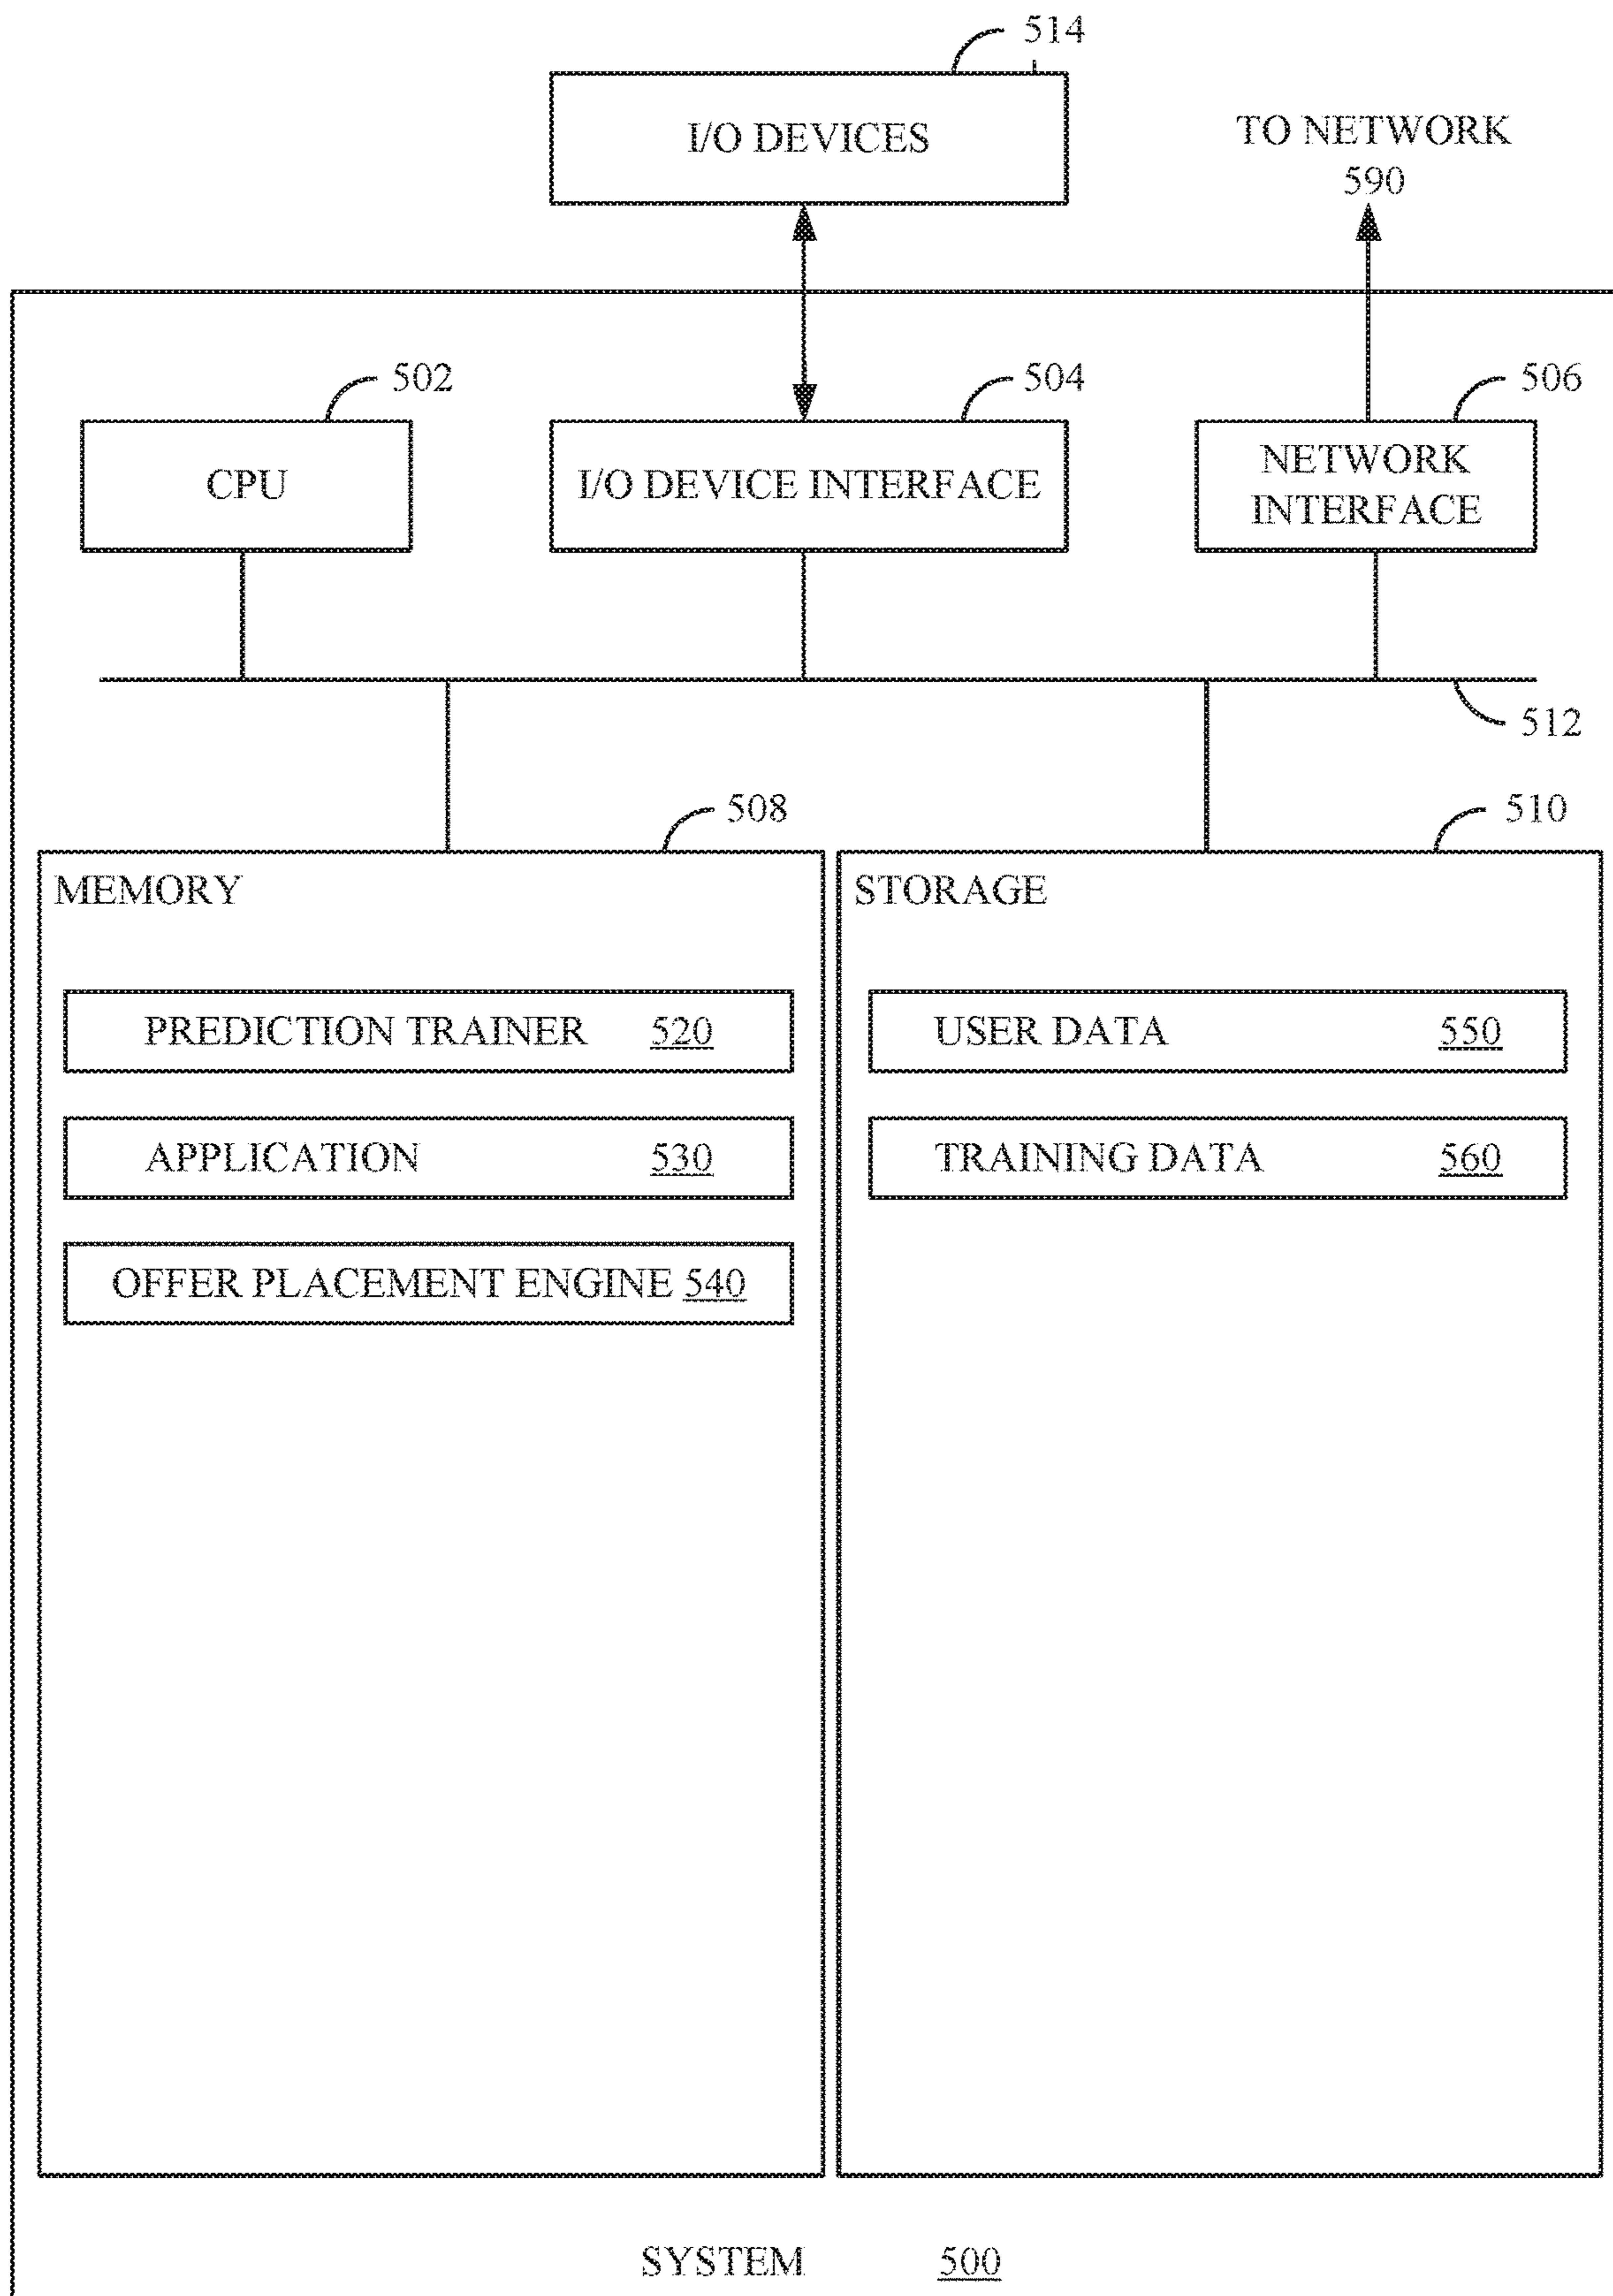 514
I/O DEVICES
TO NETWORK
590
502
504
506
CPU
I/O DEVICE INTERFACE
NETWORK
INTERFACE
512
508
510
MEMORY
STORAGE
PREDICTION TRAINER 520
USER DATA 550
APPLICATION 530
TRAINING DATA 560
OFFER PLACEMENT ENGINE 540
SYSTEM 500